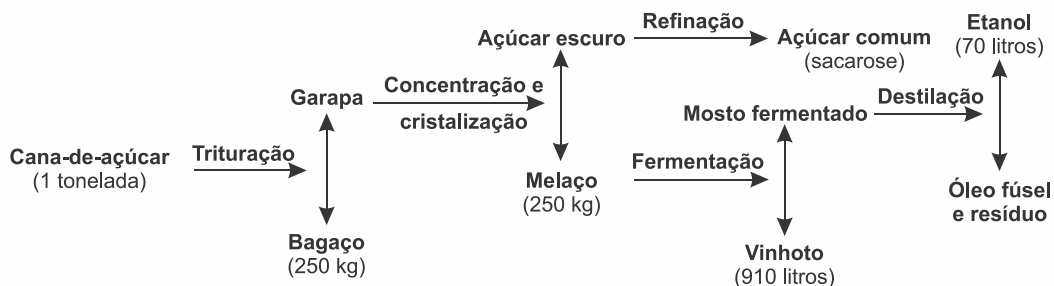 Cana-de-açúcar
(1 tonelada)
Trituração
Garapa
Bagaço
(250 kg)
Concentração e
cristalização
Açúcar escuro
Melaço
(250 kg)
Refinação
Açúcar comum
(sacarose)
Fermentação
Mosto fermentado
Vinhoto
(910 litros)
Destilação
Etanol
(70 litros)
Óleo fúsel
e resíduo